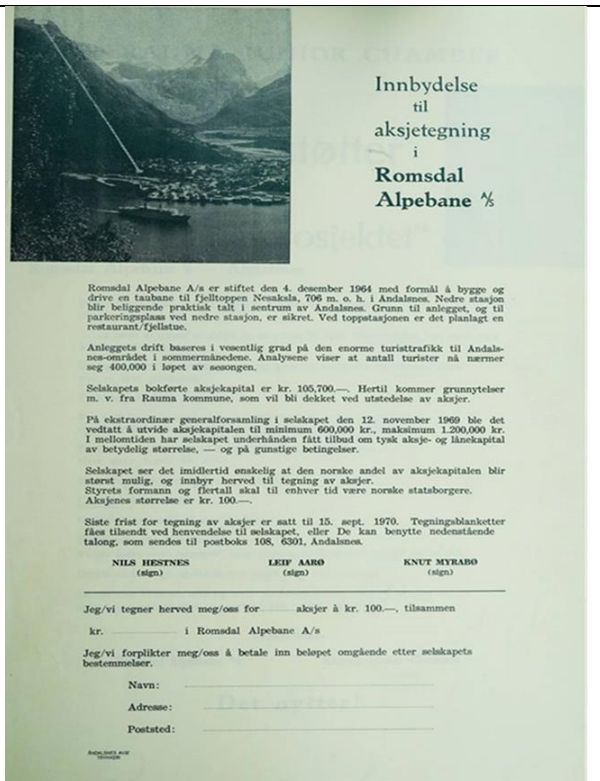 Innbydelse
til
aksjetegning
i
Romsdal
Alpebane A/S
Romsdal Alpebane A/s er stiftet den 4. desember 1964 med formål å bygge og
drive en taubane til fjelltoppen Nesaksla, 706 m. o. h. i Åndalsnes. Nedre stasjon
blir beliggende praktisk talt i sentrum av Åndalsnes. Grunn til anlegget, og til
parkeringsplass ved nedre stasjon, er sikret. Ved toppstasjonen er det planlagt en
restaurant/fjellstue.
Anleggets drift baseres i vesentlig grad på den enorme turisttrafikk til Åndals-
nes-området i sommermånedene. Analysene viser at antall turister nå nærmer
seg 400,000 i løpet av sesongen.
Selskapets bokførte aksjekapital er kr. 105,700.—. Hertil kommer grunnytelser
m. v. fra Rauma kommune, som vil bli dekket ved utstedelse av aksjer.
På ekstraordinær generalforsamling i selskapet den 12. november 1969 ble det
vedtatt å utvide aksjekapitalen til minimum 600,000 kr., maksimum 1.200,000 kr.
I mellomtiden har selskapet underhånden fått tilbud om tysk aksje- og lånekapital
av betydelig størrelse, — og på gunstige betingelser.
Selskapet ser det imidlertid ønskelig at den norske andel av aksjekapitalen blir
størst mulig, og innbyr herved til tegning av aksjer.
Styrets formann og flertall skal til enhver tid være norske statsborgere.
Aksjenes størrelse er kr. 100.—.
Siste frist for tegning av aksjer er satt til 15. sept. 1970. Tegningsblanketter
fåes tilsendt ved henvendelse til selskapet, eller De kan benytte nedenstående
talong, som sendes til postboks 108, 6301, Åndalsnes.
NILS HESTNES LEIF AARØ KNUT MYRABØ
(sign) (sign) (sign)
Jeg/vi tegner herved meg/oss for aksjer å kr. 100.—, tilsammen
kr. i Romsdal Alpebane A/s
Jeg/vi forplikter meg/oss å betale inn beløpet omgående etter selskapets
bestemmelser.
Navn:
Adresse:
Poststed: